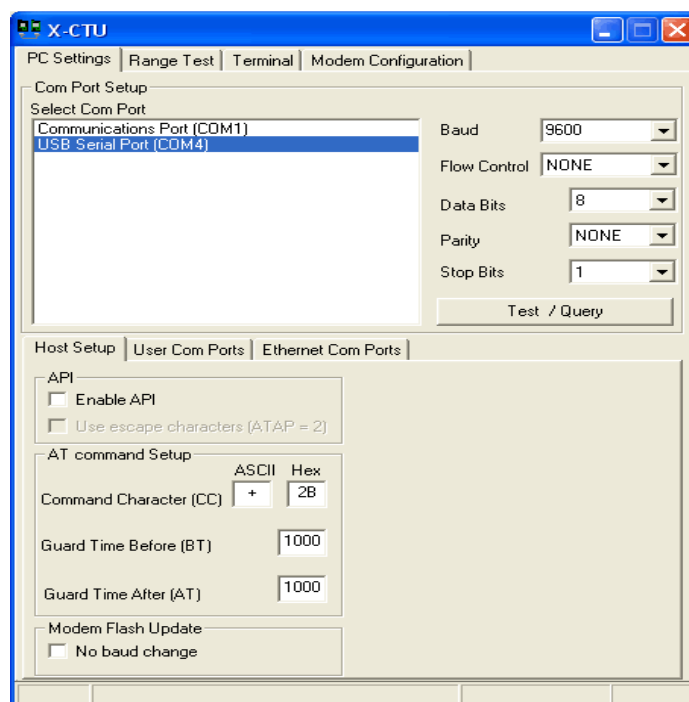 X-CTU
PC Settings Range Test Terminal Modem Configuration
Com Port Setup
Select Com Port
Communications Port (COM1)
USB Serial Port (COM4)
Baud 9600
Flow Control NONE
Data Bits 8
Parity NONE
Stop Bits 1
Test / Query
Host Setup User Com Ports Ethernet Com Ports
API
Enable API
Use escape characters (ATAP = 2)
AT command Setup
ASCII Hex
Command Character (CC) + 2B
Guard Time Before (BT) 1000
Guard Time After (AT) 1000
Modem Flash Update
No baud change